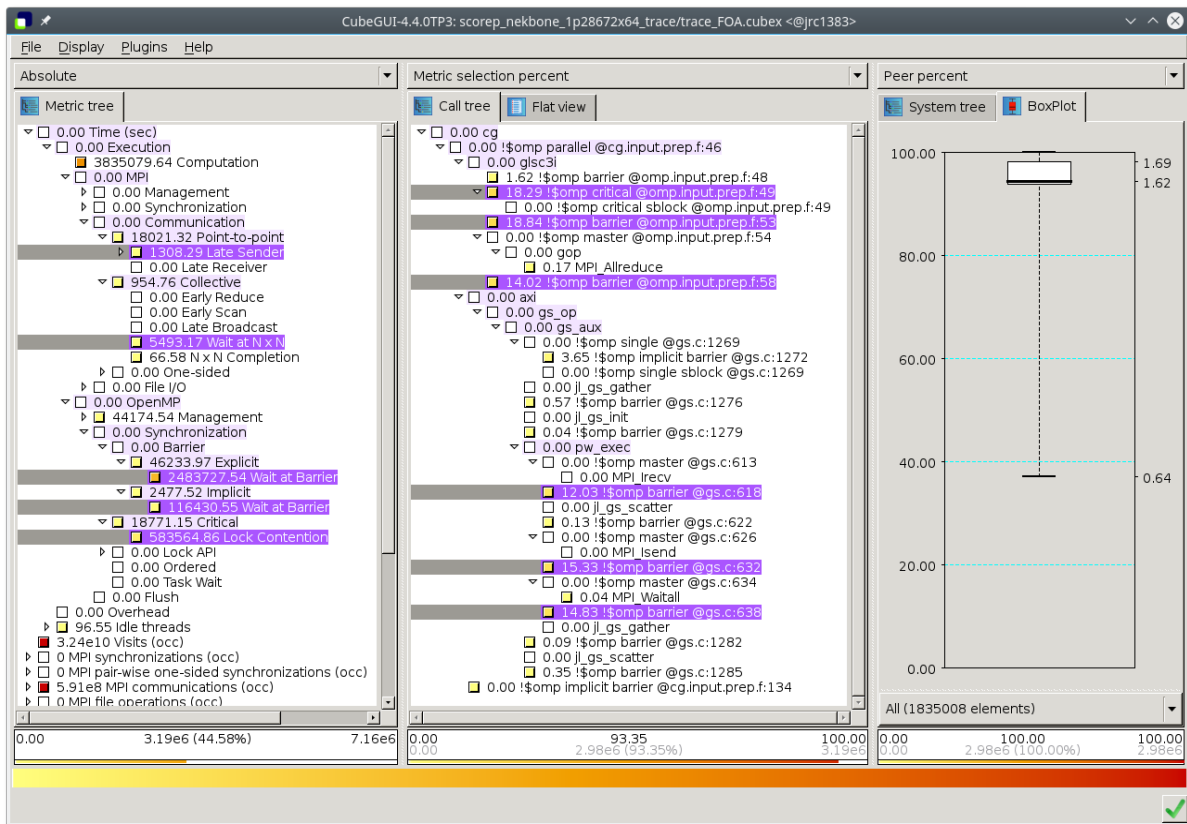 CubeGUI-4.4.0TP3: scorep_nekbone_1p28672x64_trace/trace_FOA.cubex <@jrc1383>
File Display Plugins Help
Absolute
Metric tree
0.00 Time (sec)
0.00 Execution
3835079.64 Computation
0.00 MPI
0.00 Management
0.00 Synchronization
0.00 Communication
18021.32 Point-to-point
1308.29 Late Sender
0.00 Late Receiver
954.76 Collective
0.00 Early Reduce
0.00 Early Scan
0.00 Late Broadcast
5493.17 Wait at N x N
66.58 N x N Completion
0.00 One-sided
0.00 File I/O
0.00 OpenMP
44174.54 Management
0.00 Synchronization
0.00 Barrier
46233.97 Explicit
2483727.54 Wait at Barrier
2477.52 Implicit
116430.55 Wait at Barrier
18771.15 Critical
583564.86 Lock Contention
0.00 Lock API
0.00 Ordered
0.00 Task Wait
0.00 Flush
0.00 Overhead
96.55 Idle threads
3.24e10 Visits (occ)
0 MPI synchronizations (occ)
0 MPI pair-wise one-sided synchronizations (occ)
5.91e8 MPI communications (occ)
0 MPI file operations (occ)
0.00 3.19e6 (44.58%) 7.16e6
Metric selection percent
Call tree Flat view
0.00 cg
0.00 !$omp parallel @cg.input.prep.f:46
0.00 glsc3i
1.62 !$omp barrier @omp.input.prep.f:48
18.29 !$omp critical @omp.input.prep.f:49
0.00 !$omp critical sblock @omp.input.prep.f:49
18.84 !$omp barrier @omp.input.prep.f:53
0.00 !$omp master @omp.input.prep.f:54
0.00 gop
0.17 MPI_Allreduce
14.02 !$omp barrier @omp.input.prep.f:58
0.00 axi
0.00 gs_op
0.00 gs_aux
0.00 !$omp single @gs.c:1269
3.65 !$omp implicit barrier @gs.c:1272
0.00 !$omp single sblock @gs.c:1269
0.00 jl_gs_gather
0.57 !$omp barrier @gs.c:1276
0.00 jl_gs_init
0.04 !$omp barrier @gs.c:1279
0.00 pw_exec
0.00 !$omp master @gs.c:613
0.00 MPI_Irecv
12.03 !$omp barrier @gs.c:618
0.00 jl_gs_scatter
0.13 !$omp barrier @gs.c:622
0.00 !$omp master @gs.c:626
0.00 MPI_Isend
15.33 !$omp barrier @gs.c:632
0.00 !$omp master @gs.c:634
0.04 MPI_Waitall
14.83 !$omp barrier @gs.c:638
0.00 jl_gs_gather
0.09 !$omp barrier @gs.c:1282
0.00 jl_gs_scatter
0.35 !$omp barrier @gs.c:1285
0.00 !$omp implicit barrier @cg.input.prep.f:134
0.00 93.35 100.00
0.00 2.98e6 (93.35%) 3.19e6
Peer percent
System tree BoxPlot
100.00
1.69
1.62
80.00
60.00
40.00
0.64
20.00
0.00
All (1835008 elements)
0.00 100.00 100.00
0.00 2.98e6 (100.00%) 2.98e6